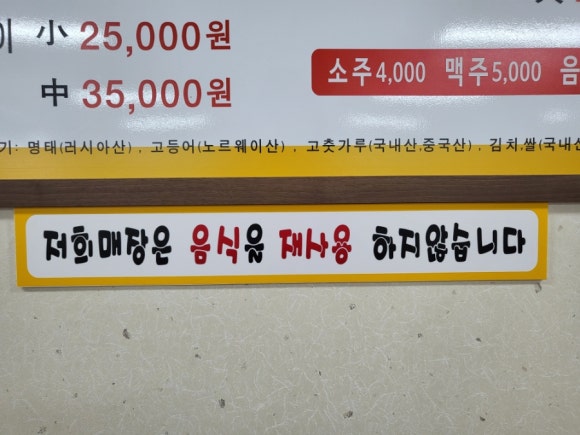 小 25,000원
中 35,000원
소주4,000 맥주5,000 음
기: 명태(러시아산), 고등어(노르웨이산), 고춧가루(국내산,중국산), 김치,쌀(국내산
저희매장은 음식을 재사용 하지않습니다